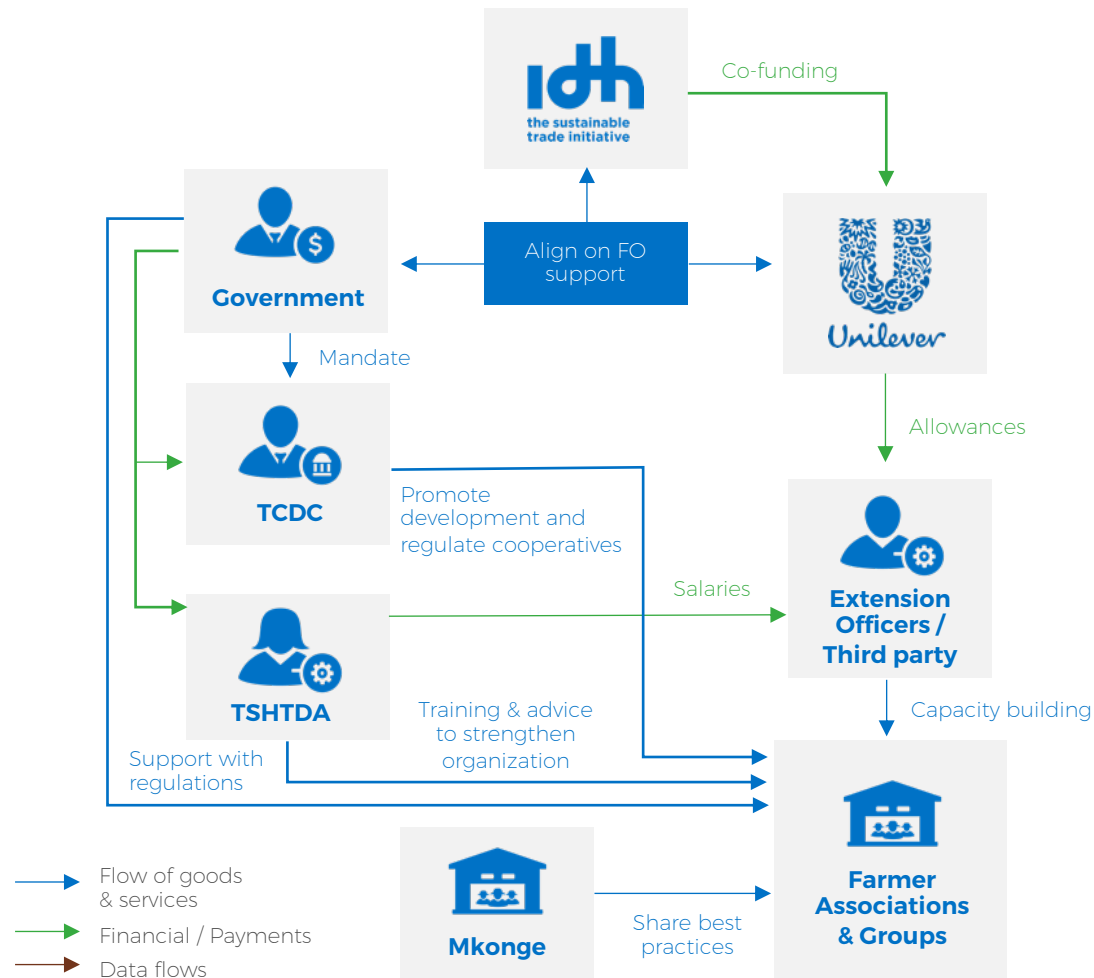 idh
the sustainable
trade initiative
Co-funding
$
Government
Align on FO
support
Unilever
Mandate
TCDC
Promote
development and
regulate cooperatives
Allowances
Salaries
Extension
Officers /
Third party
TSHTDA
Training & advice
to strengthen
organization
Capacity building
Support with
regulations
Farmer
Associations
& Groups
Mkonge
Share best
practices
Flow of goods
& services
Financial / Payments
Data flows